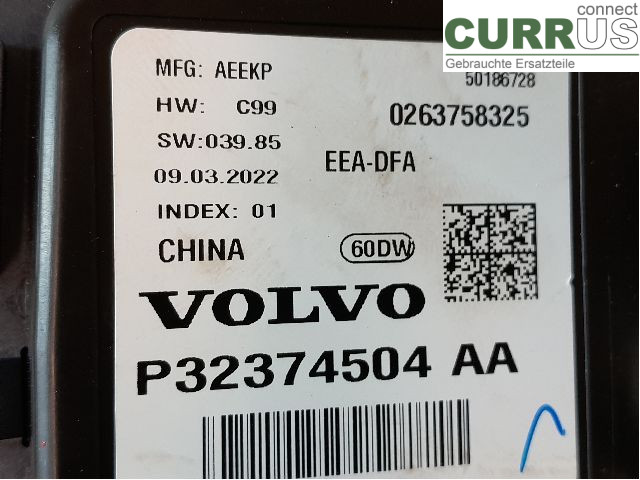 connect
CURRUS
Gebrauchte Ersatzteile
MFG: AEEKP
50186728
HW: C99
0263758325
SW:039.85
EEA-DFA
09.03.2022
INDEX: 01
CHINA
60DW
VOLVO
P32374504 AA